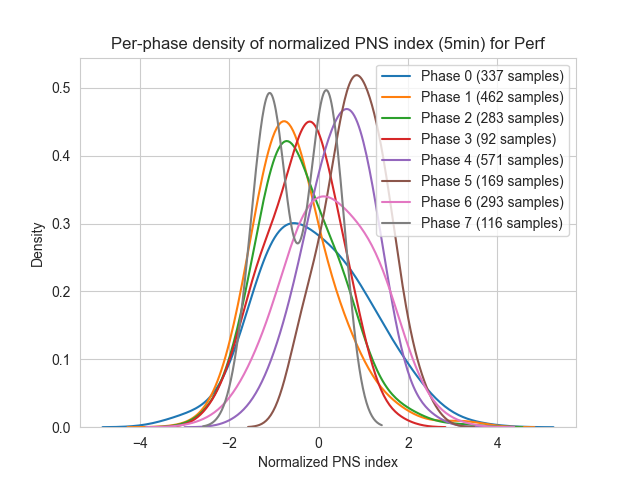 Per-phase density of normalized PNS index (5min) for Perf
Phase 0 (337 samples)
Phase 1 (462 samples)
Phase 2 (283 samples)
Phase 3 (92 samples)
Phase 4 (571 samples)
Phase 5 (169 samples)
Phase 6 (293 samples)
Phase 7 (116 samples)
Density
0.5
0.4
0.3
0.2
0.1
0.0
−4 −2 0 2 4
Normalized PNS index